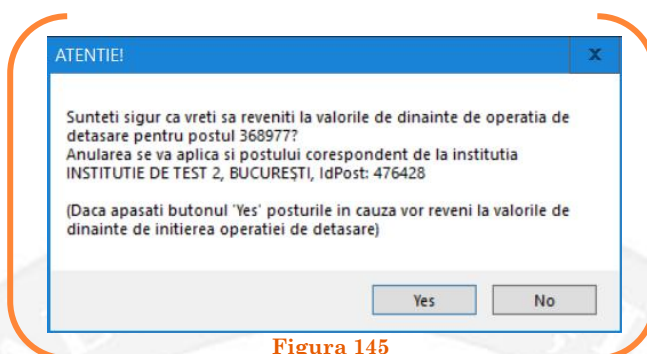 ATENTIE!
x
Sunteti sigur ca vreti sa reveniti la valorile de dinainte de operatia de
detasare pentru postul 368977?
Anularea se va aplica si postului corespondent de la institutia
INSTITUTIE DE TEST 2, BUCUREȘTI, IdPost: 476428
(Daca apasati butonul 'Yes' posturile in cauza vor reveni la valorile de
dinainte de initierea operatiei de detasare)
Yes No
Figura 145